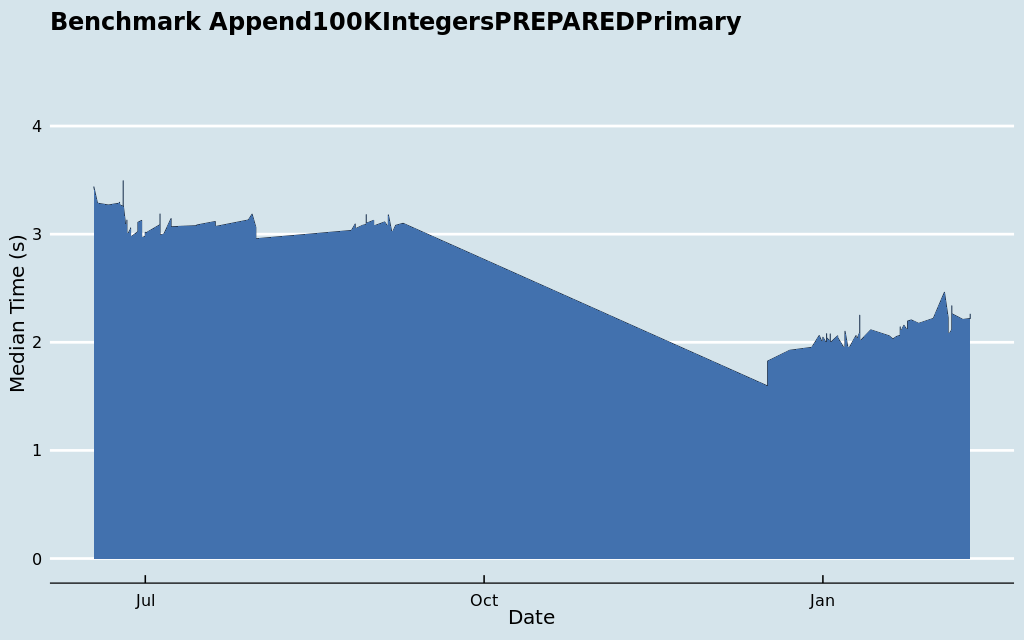 Benchmark Append100KIntegersPREPAREDPrimary
4
3
2
1
0
Median Time (s)
Jul
Oct
Jan
Date